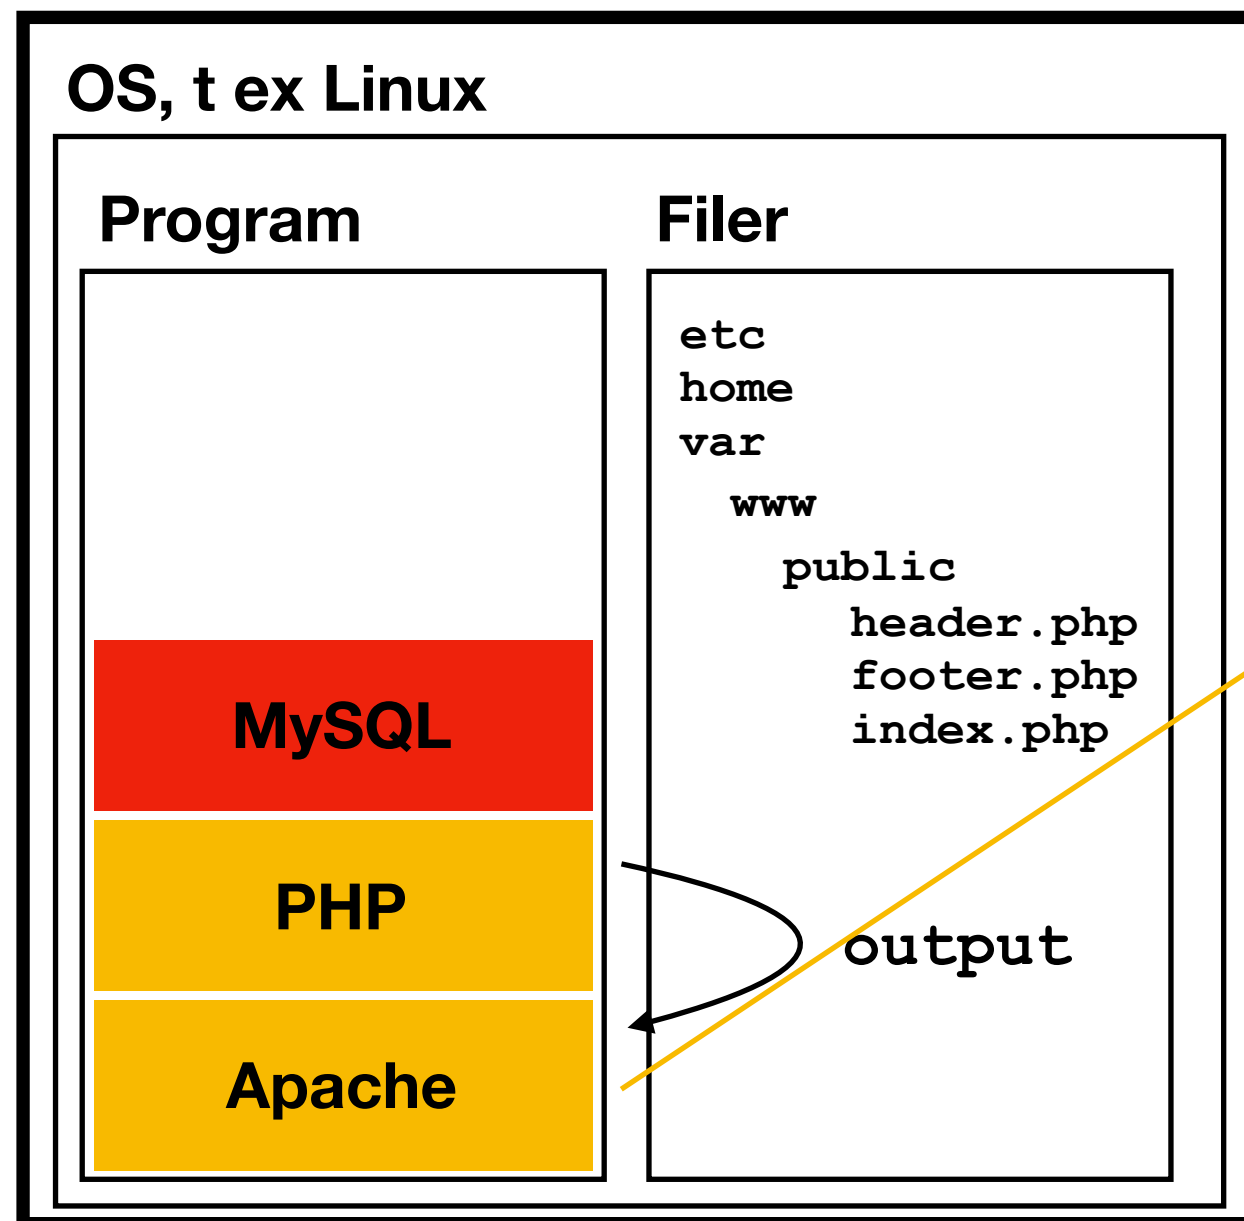 OS, t ex Linux
Program
MySQL
PHP
Apache
Filer
etc
home
var
www
public
header.php
footer.php
index.php
output